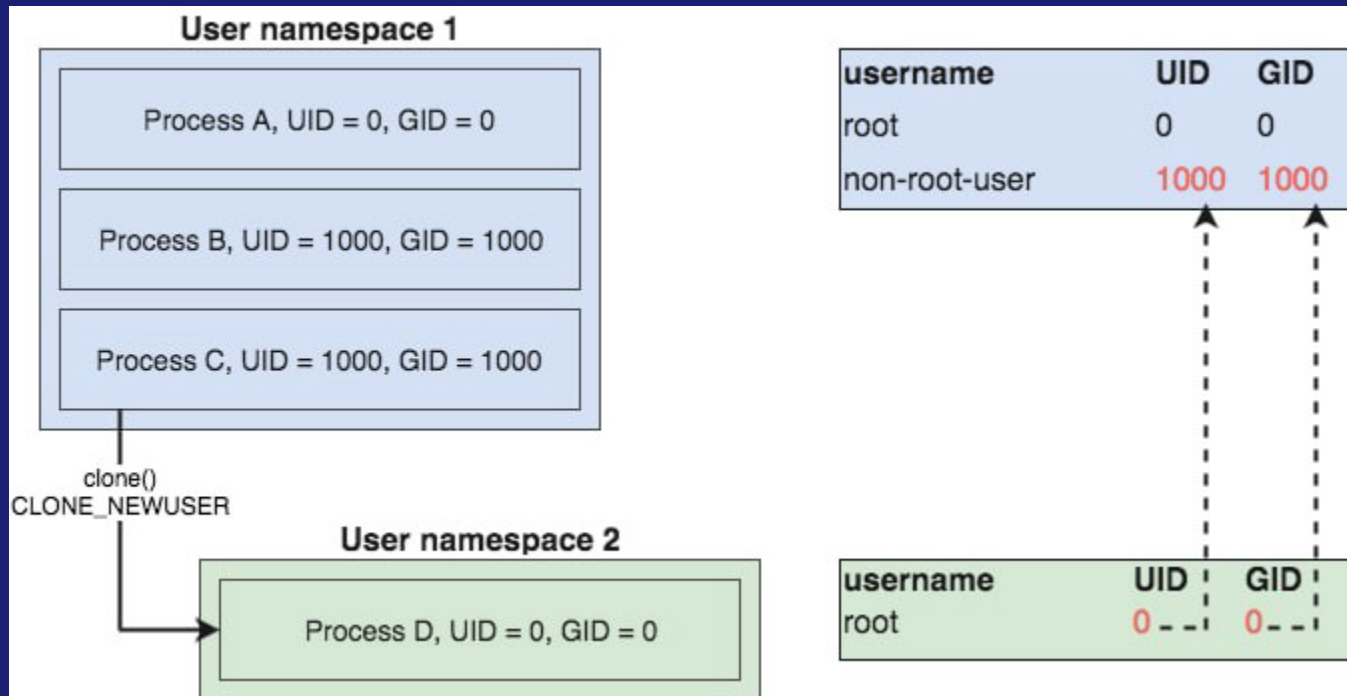 User namespace 1
Process A, UID = 0, GID = 0
Process B, UID = 1000, GID = 1000
Process C, UID = 1000, GID = 1000
clone()
CLONE_NEWUSER
User namespace 2
Process D, UID = 0, GID = 0
username UID GID
root 0 0
non-root-user 1000 1000
username UID GID
root 0 0